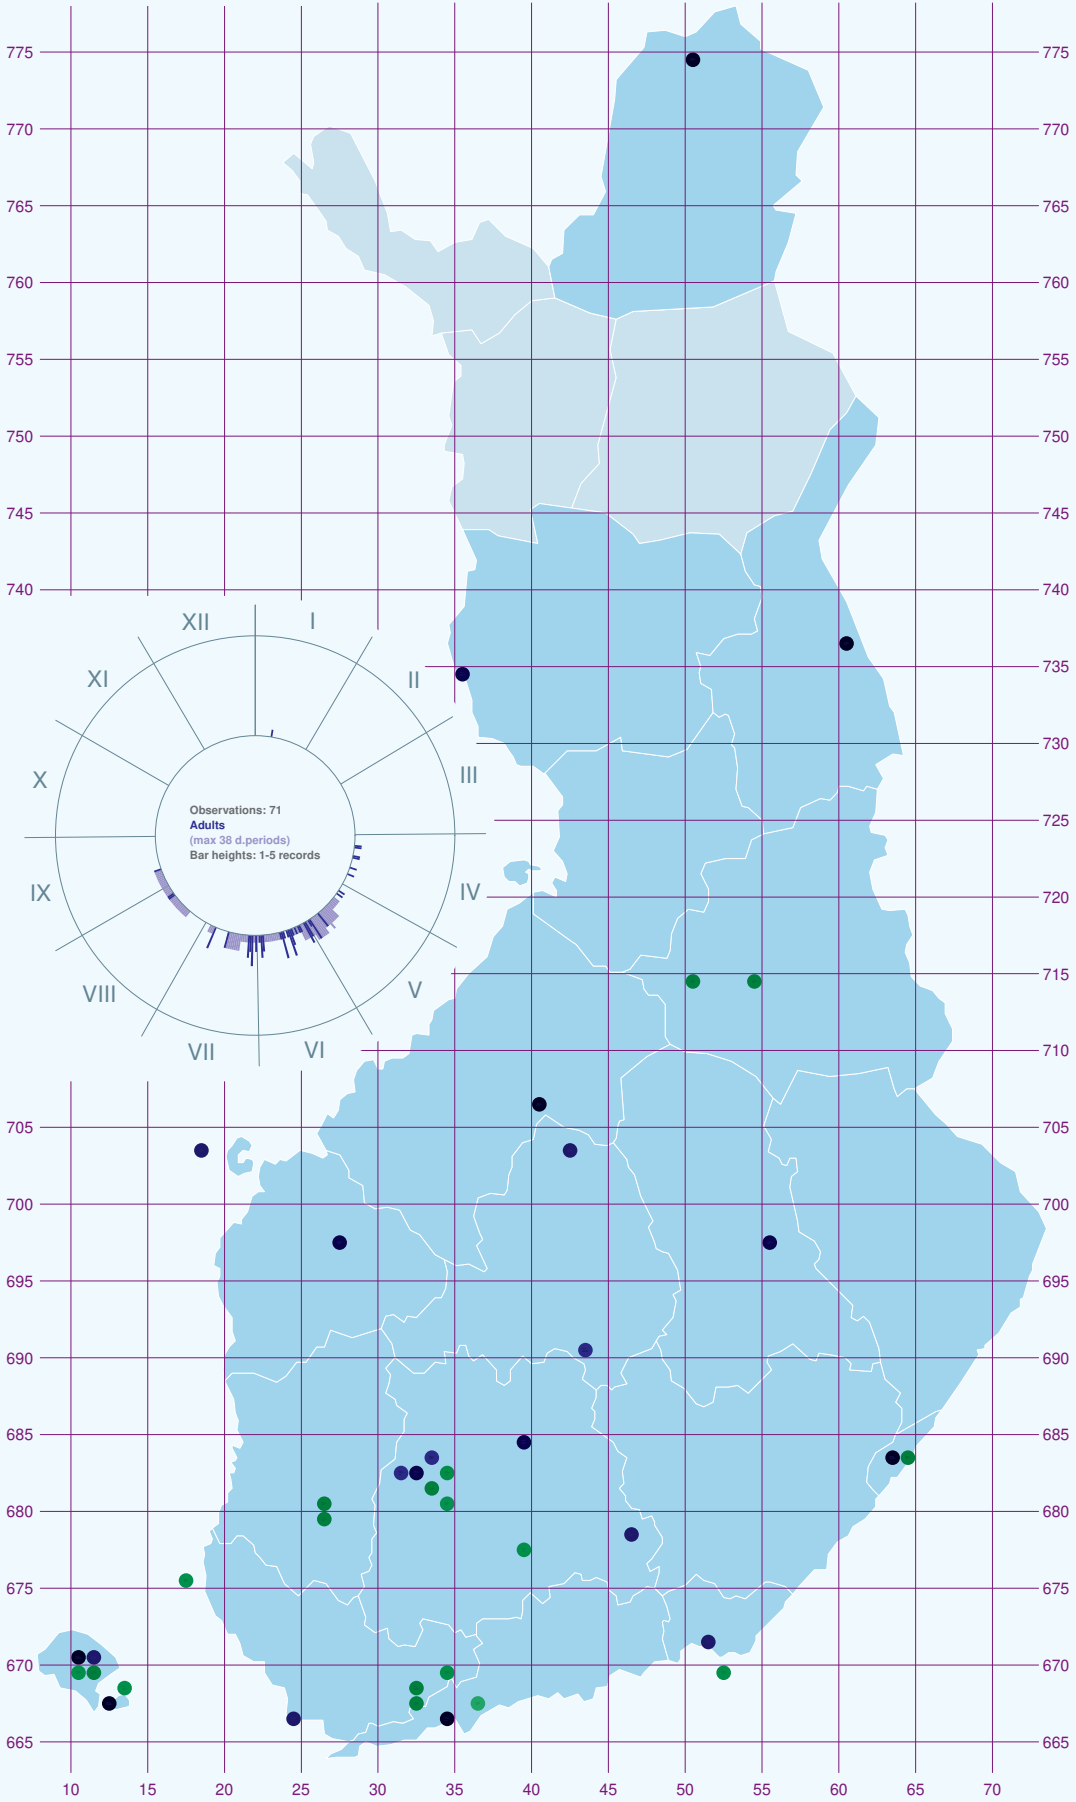 775 775
770 770
765 765
760 760
755 755
750 750
745 745
740 740
XII I
XI II
735
730
X III
Observations: 71
Adults
(max 38 d.periods)
Bar heights: 1-5 records
725
IX IV
720
VIII V
715
VII VI
710
705 705
700 700
695 695
690 690
685 685
680 680
675 675
670 670
665 665
10 15 20 25 30 35 40 45 50 55 60 65 70